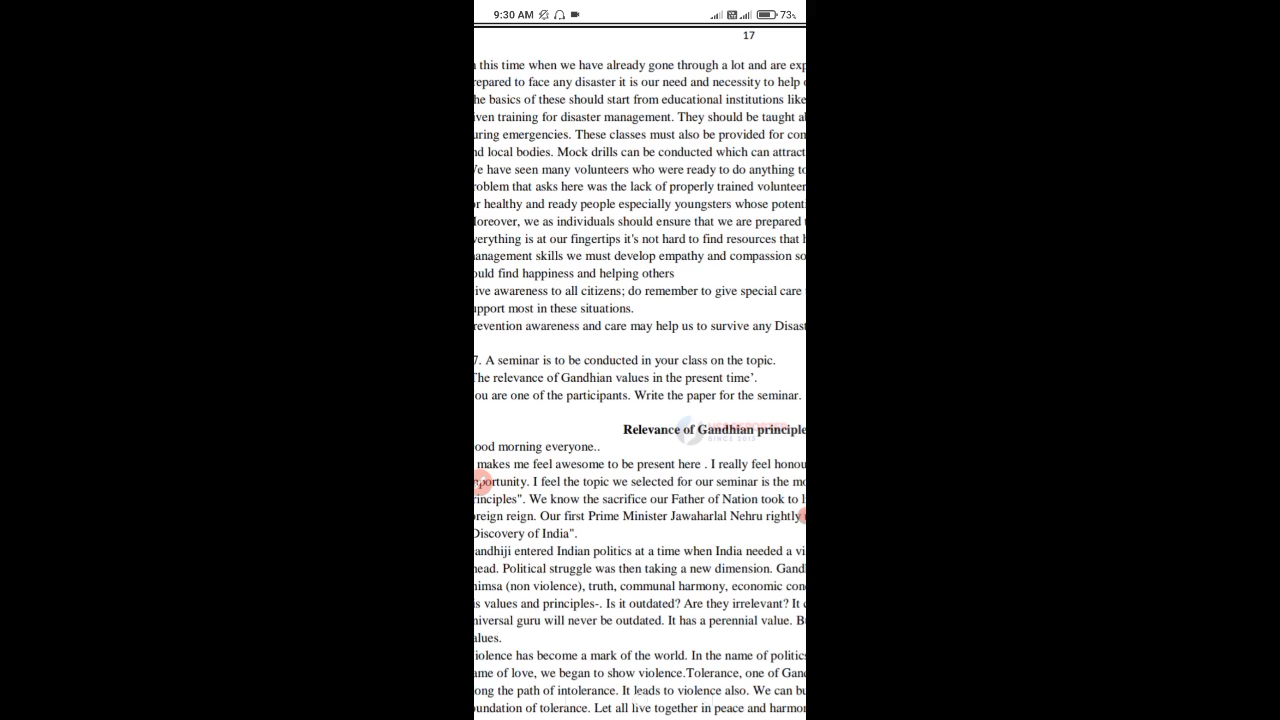 9:30 AM 73%
17
this time when we have already gone through a lot and are exp
repared to face any disaster it is our need and necessity to help
he basics of these should start from educational institutions like
iven training for disaster management. They should be taught a
uring emergencies. These classes must also be provided for con
nd local bodies. Mock drills can be conducted which can attract
e have seen many volunteers who were ready to do anything to
roblem that asks here was the lack of properly trained volunteer
r healthy and ready people especially youngsters whose potenti
oreover, we as individuals should ensure that we are prepared
verything is at our fingertips it's not hard to find resources that h
anagement skills we must develop empathy and compassion so
ould find happiness and helping others
ive awareness to all citizens; do remember to give special care
upport most in these situations.
revention awareness and care may help us to survive any Disast
7. A seminar is to be conducted in your class on the topic.
The relevance of Gandhian values in the present time'.
ou are one of the participants. Write the paper for the seminar.
Relevance of Gandhian principle
SINCE 2013
ood morning everyone..
makes me feel awesome to be present here . I really feel honou
portunity. I feel the topic we selected for our seminar is the mo
rinciples". We know the sacrifice our Father of Nation took to l
oreign reign. Our first Prime Minister Jawaharlal Nehru rightly
Discovery of India".
andhiji entered Indian politics at a time when India needed a vi
head. Political struggle was then taking a new dimension. Gand
himsa (non violence), truth, communal harmony, economic con
is values and principles-. Is it outdated? Are they irrelevant? It
niversal guru will never be outdated. It has a perennial value. B
alues.
iolence has become a mark of the world. In the name of politics
ame of love, we began to show violence.Tolerance, one of Gan
ong the path of intolerance. It leads to violence also. We can bu
undation of tolerance. Let all live together in peace and harmo